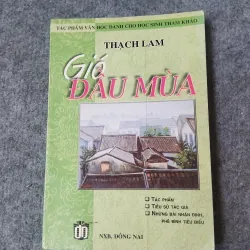 TÁC PHẨM VĂN HỌC DÀNH CHO HỌC SINH THAM KHẢO
THẠCH LAM
Gió
ĐẦU MÙA
TÁC PHẨM
TIỂU SỬ TÁC GIẢ
NHỮNG BÀI NHẬN ĐỊNH,
PHÊ BÌNH TIÊU BIỂU
NXB. ĐỒNG NAI